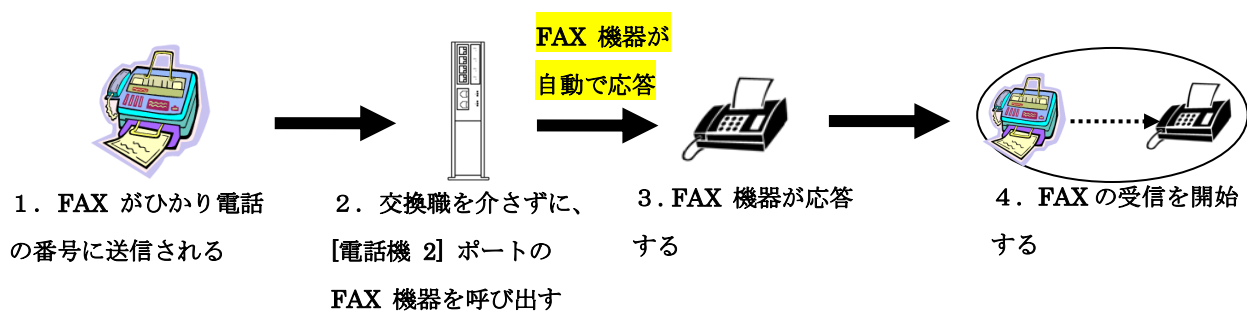 FAX 機器が
自動で応答
１．FAX がひかり電話
の番号に送信される
２．交換職を介さずに、
[電話機 2] ポートの
FAX 機器を呼び出す
３.FAX 機器が応答
する
４．FAX の受信を開始
する